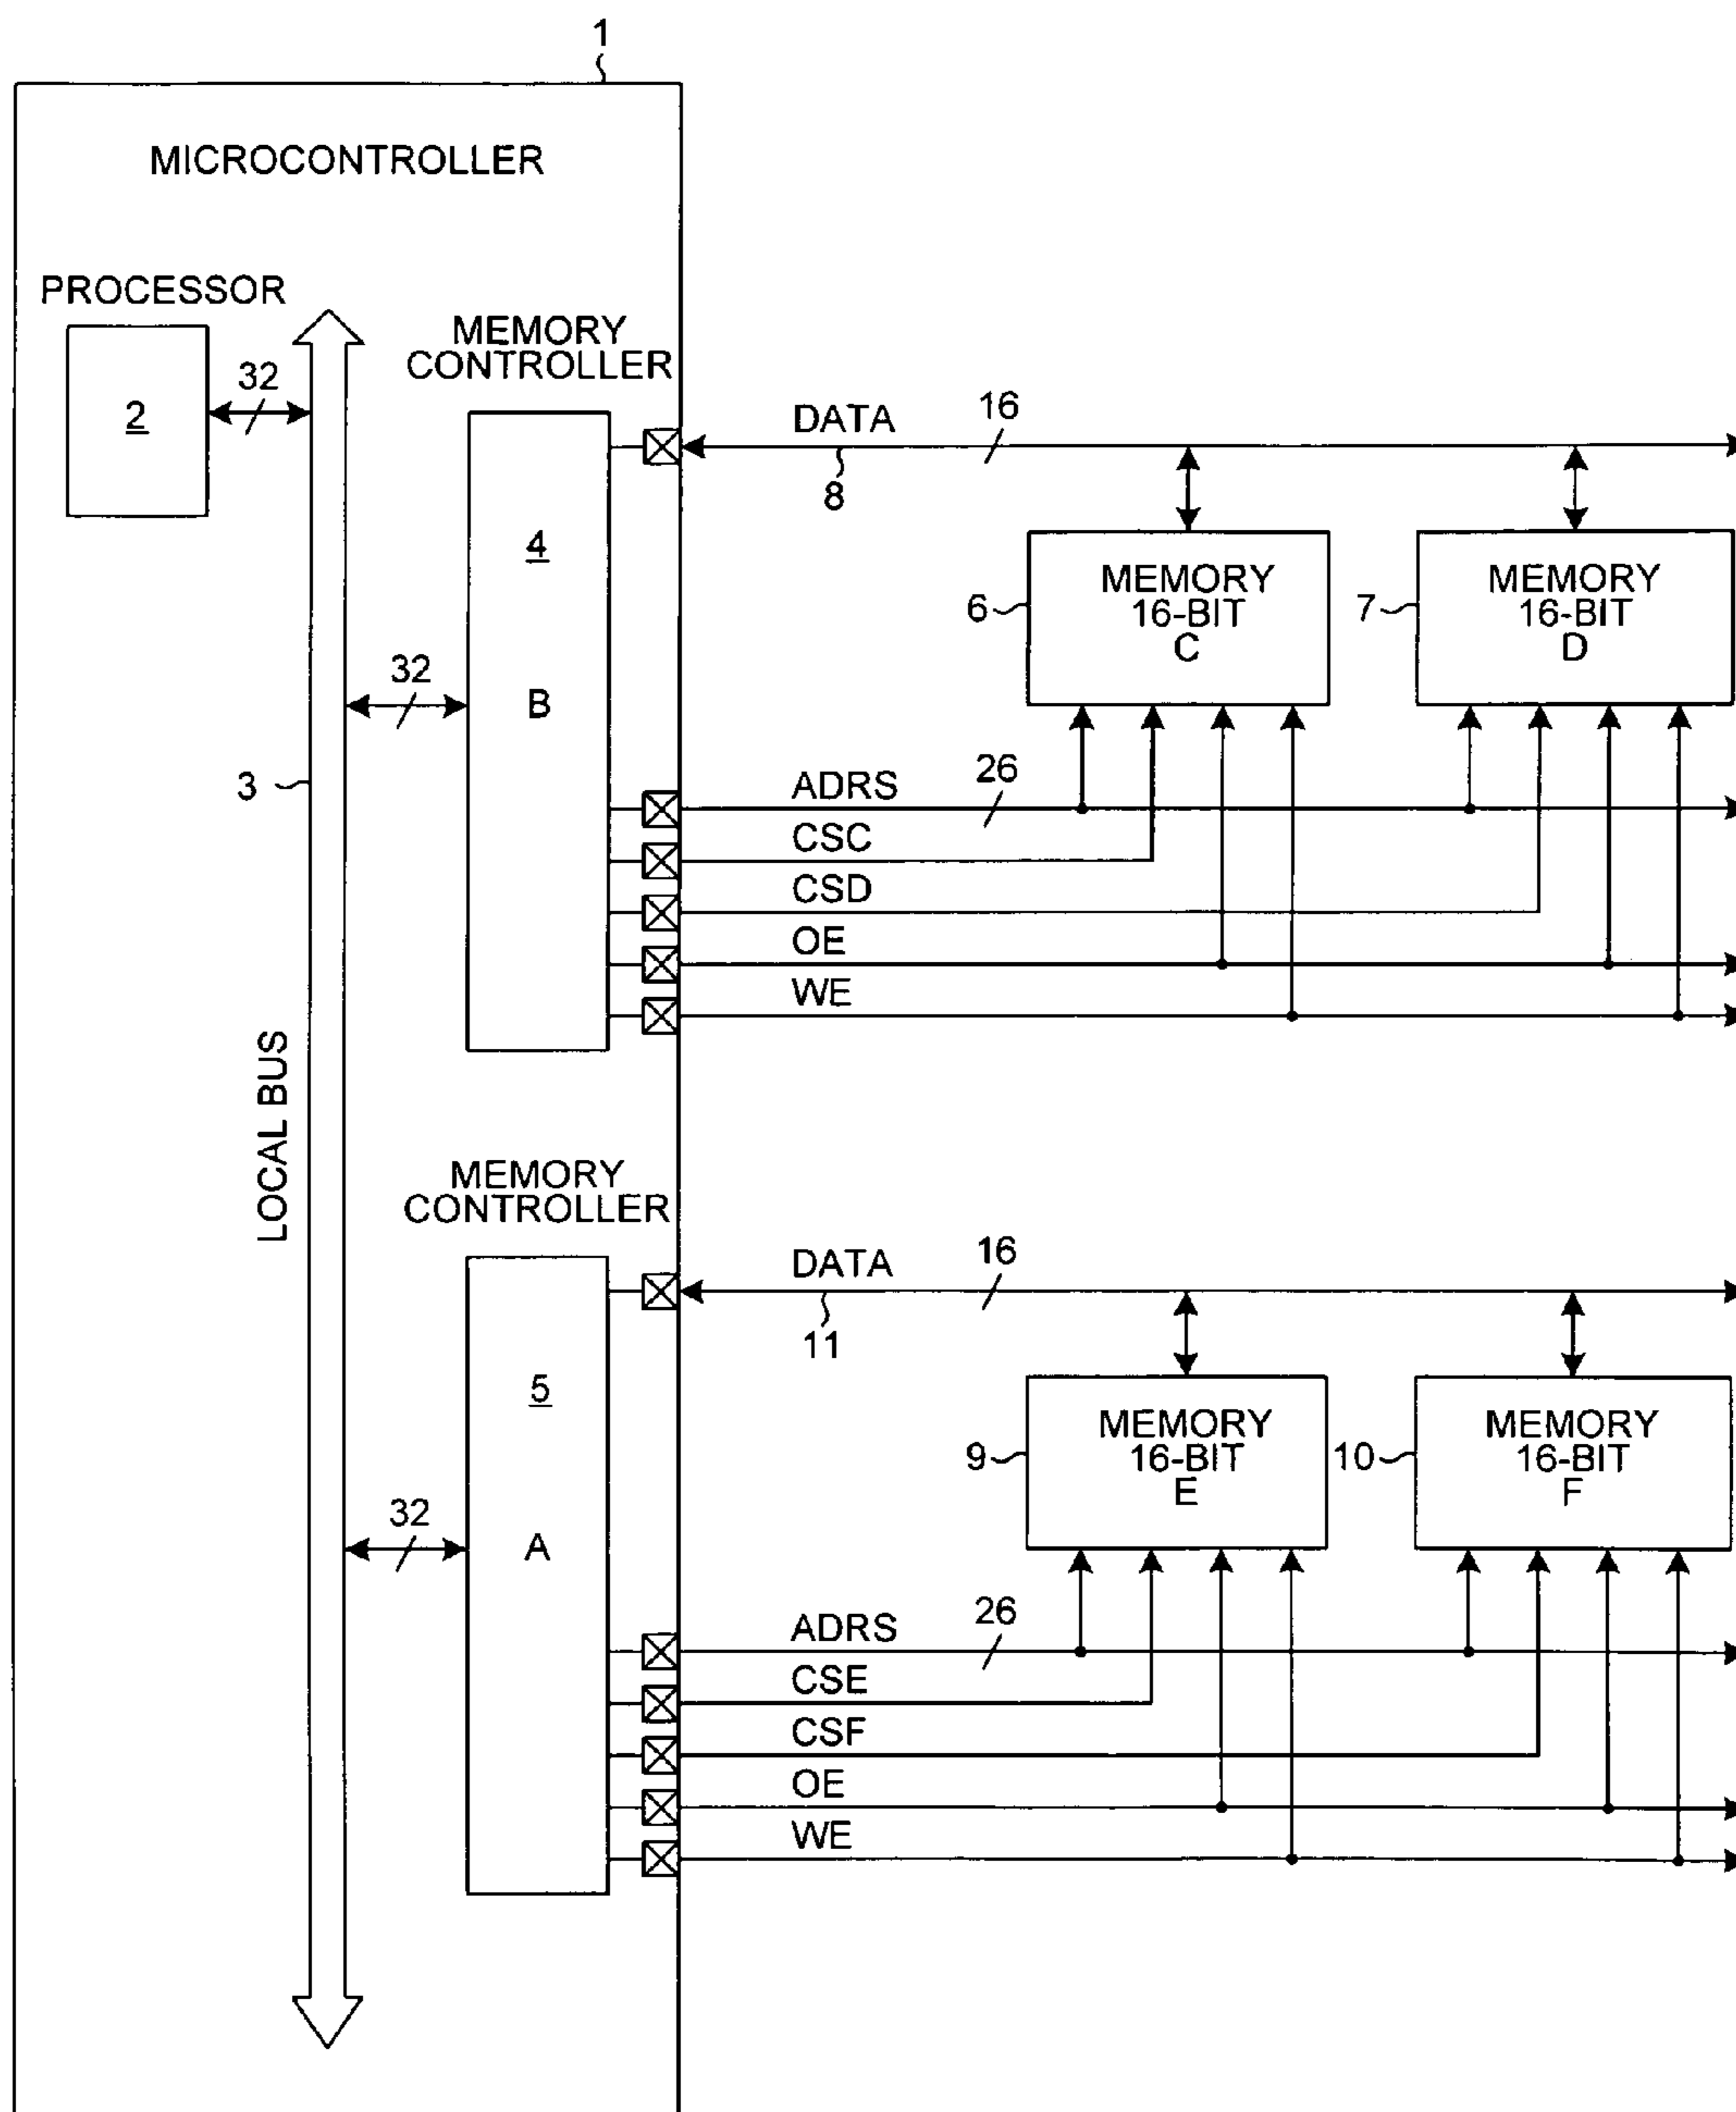 1
MICROCONTROLLER
PROCESSOR
2
32
MEMORY
CONTROLLER
4
B
32
3
LOCAL BUS
DATA
16
8
6
MEMORY
16-BIT
C
7
MEMORY
16-BIT
D
ADRS
26
CSC
CSD
OE
WE
MEMORY
CONTROLLER
5
A
32
DATA
16
11
9
MEMORY
16-BIT
E
10
MEMORY
16-BIT
F
ADRS
26
CSE
CSF
OE
WE